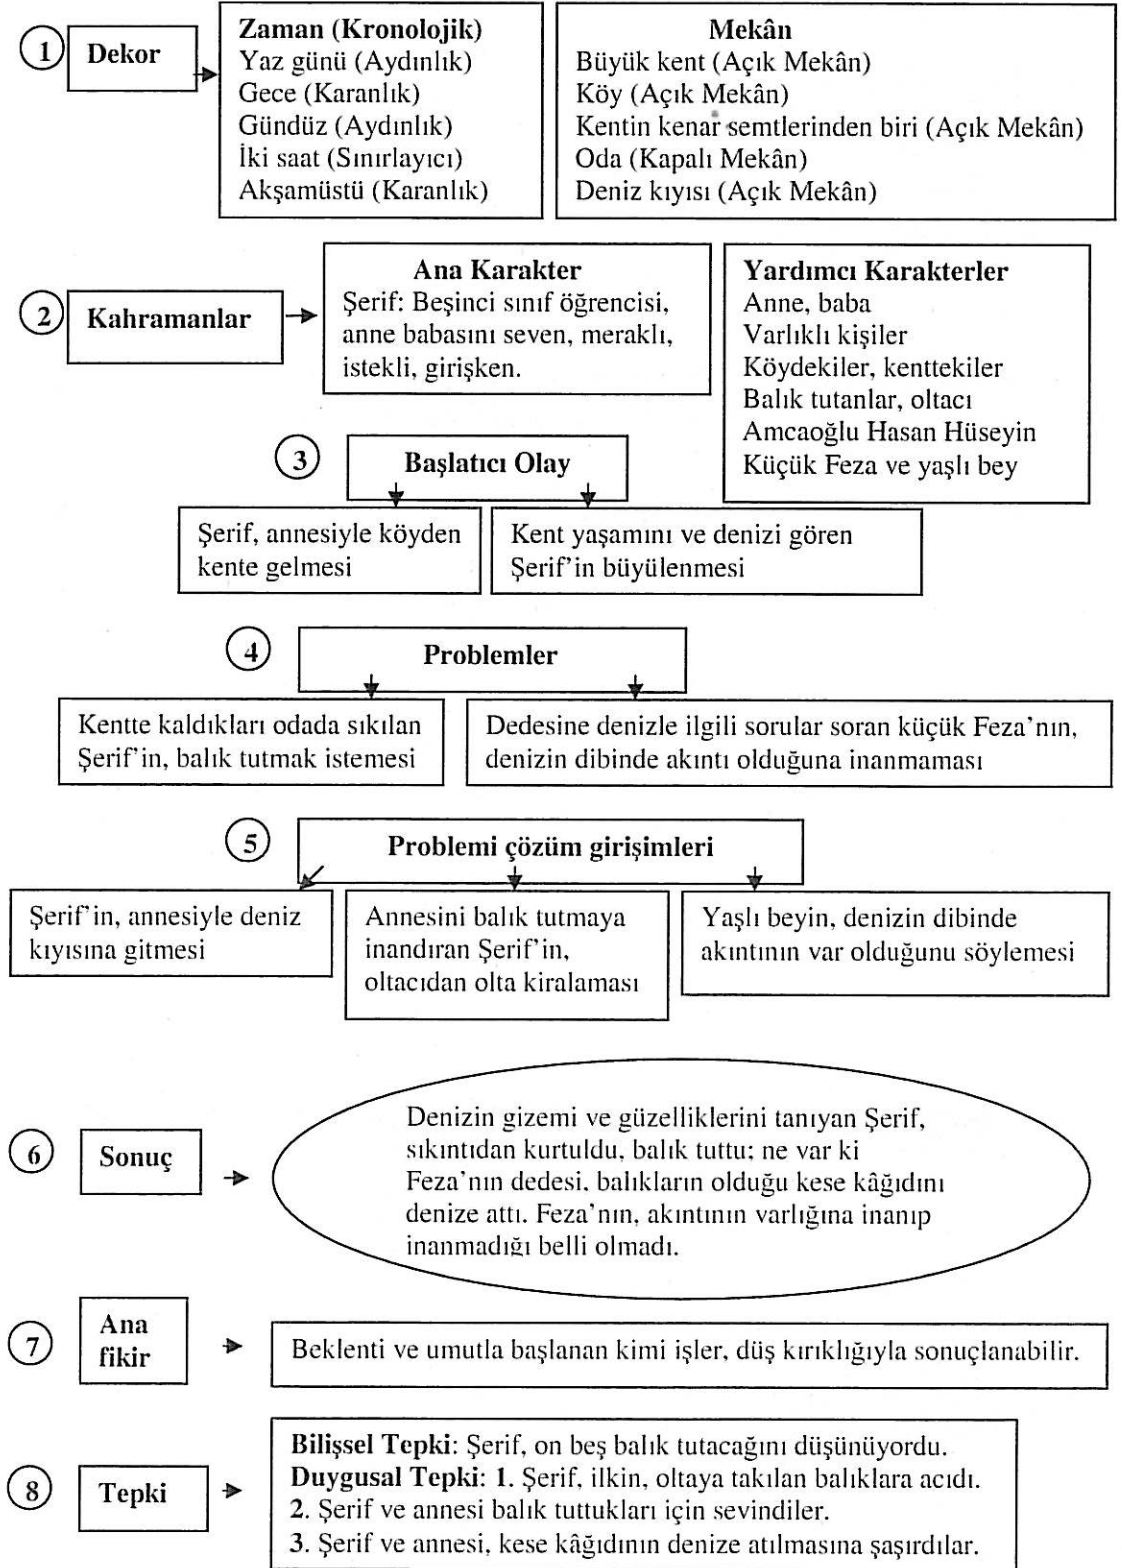 1
Dekor
Zaman (Kronolojik)
Yaz günü (Aydınlık)
Gece (Karanlık)
Gündüz (Aydınlık)
İki saat (Sınırlayıcı)
Akşamüstü (Karanlık)
Mekân
Büyük kent (Açık Mekân)
Köy (Açık Mekân)
Kentin kenar semtlerinden biri (Açık Mekân)
Oda (Kapalı Mekân)
Deniz kıyısı (Açık Mekân)
2
Kahramanlar
Ana Karakter
Şerif: Beşinci sınıf öğrencisi,
anne babasını seven, meraklı,
istekli, girişken.
Yardımcı Karakterler
Anne, baba
Varlıklı kişiler
Köydekiler, kenttekiler
Balık tutanlar, oltacı
Amcaoğlu Hasan Hüseyin
Küçük Feza ve yaşlı bey
3
Başlatıcı Olay
Şerif, annesiyle köyden
kente gelmesi
Kent yaşamını ve denizi gören
Şerif'in büyülenmesi
4
Problemler
Kentte kaldıkları odada sıkılan
Şerif'in, balık tutmak istemesi
Dedesine denizle ilgili sorular soran küçük Feza'nın,
denizin dibinde akıntı olduğuna inanmaması
5
Problemi çözüm girişimleri
Şerif'in, annesiyle deniz
kıyısına gitmesi
Annesini balık tutmaya
inandıran Şerif'in,
oltacıdan olta kiralaması
Yaşlı beyin, denizin dibinde
akıntının var olduğunu söylemesi
6
Sonuç
Denizin gizemi ve güzelliklerini tanıyan Şerif,
sıkıntıdan kurtuldu, balık tuttu; ne var ki
Feza'nın dedesi, balıkların olduğu kese kâğıdını
denize attı. Feza'nın, akıntının varlığına inanıp
inanmadığı belli olmadı.
7
Ana
fikir
Beklenti ve umutla başlanan kimi işler, düş kırıklığıyla sonuçlanabilir.
8
Tepki
Bilişsel Tepki: Şerif, on beş balık tutacağını düşünüyordu.
Duygusal Tepki: 1. Şerif, ilkin, oltaya takılan balıklara acıdı.
2. Şerif ve annesi balık tuttukları için sevindiler.
3. Şerif ve annesi, kese kâğıdının denize atılmasına şaşırdılar.